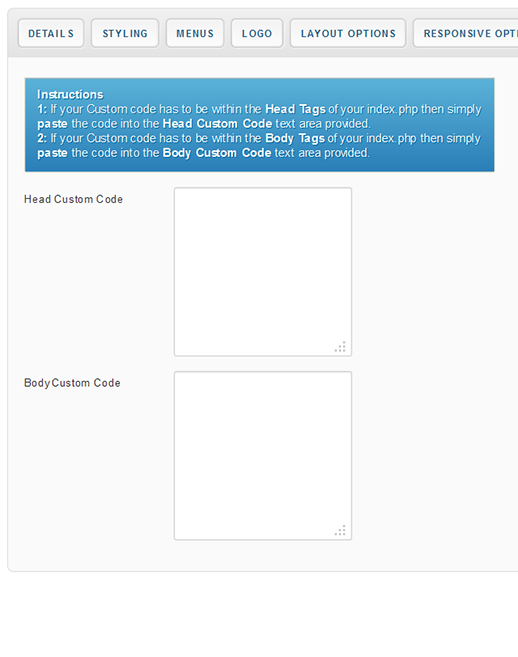 DETAILS STYLING MENUS LOGO LAYOUT OPTIONS RESPONSIVE OPTI
Instructions
1: If your Custom code has to be within the Head Tags of your index.php then simply
paste the code into the Head Custom Code text area provided.
2: If your Custom code has to be within the Body Tags of your index.php then simply
paste the code into the Body Custom Code text area provided.
Head Custom Code
Body Custom Code